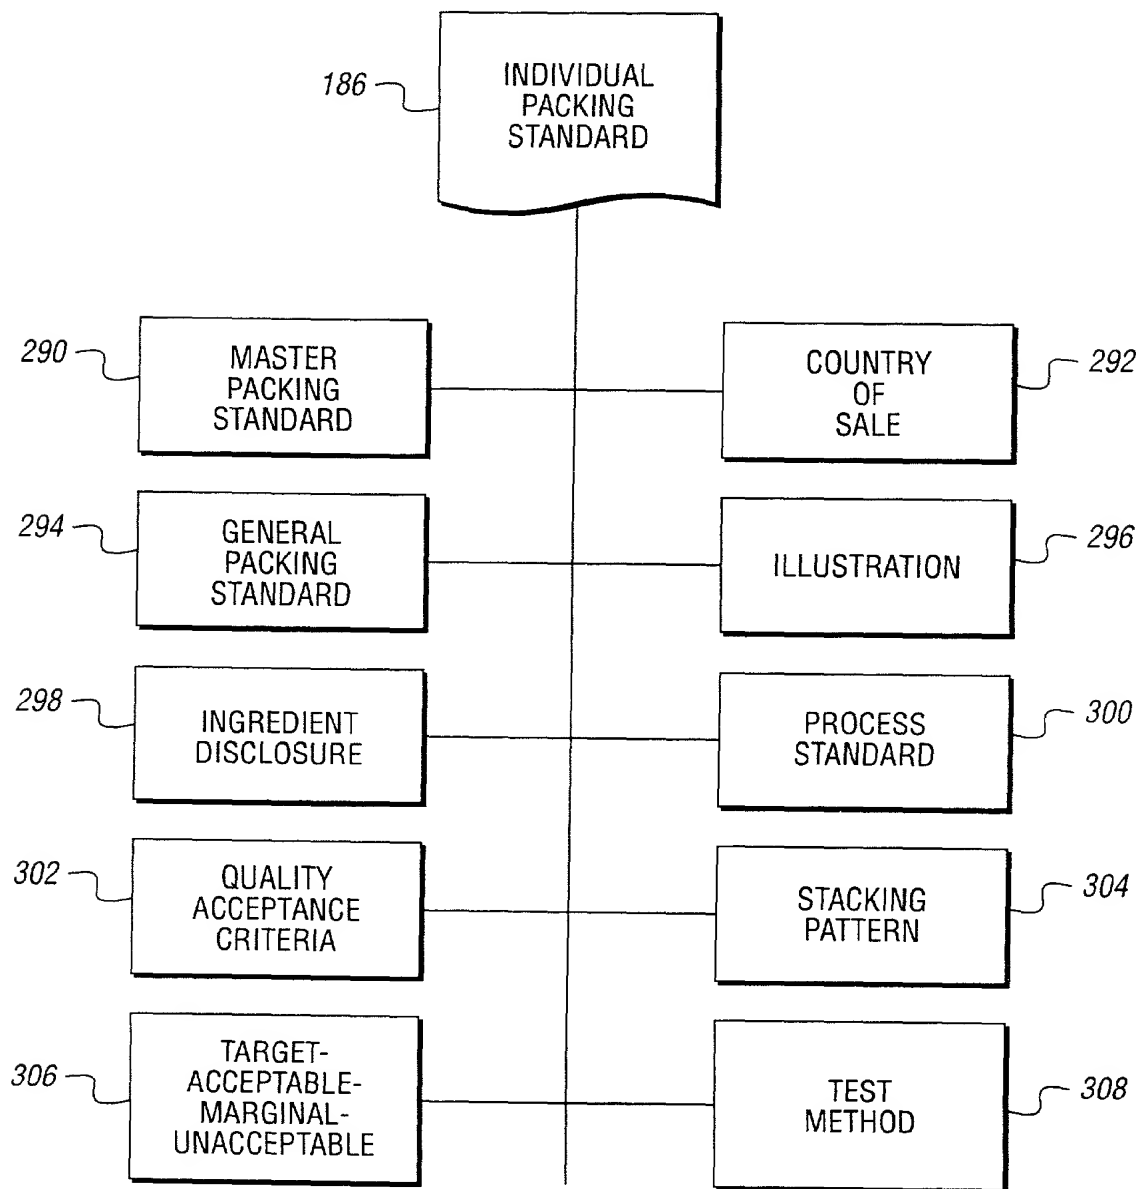 186
INDIVIDUAL
PACKING
STANDARD
290
MASTER
PACKING
STANDARD
COUNTRY
OF
SALE
292
294
GENERAL
PACKING
STANDARD
ILLUSTRATION
296
298
INGREDIENT
DISCLOSURE
PROCESS
STANDARD
300
302
QUALITY
ACCEPTANCE
CRITERIA
STACKING
PATTERN
304
306
TARGET-
ACCEPTABLE-
MARGINAL-
UNACCEPTABLE
TEST
METHOD
308